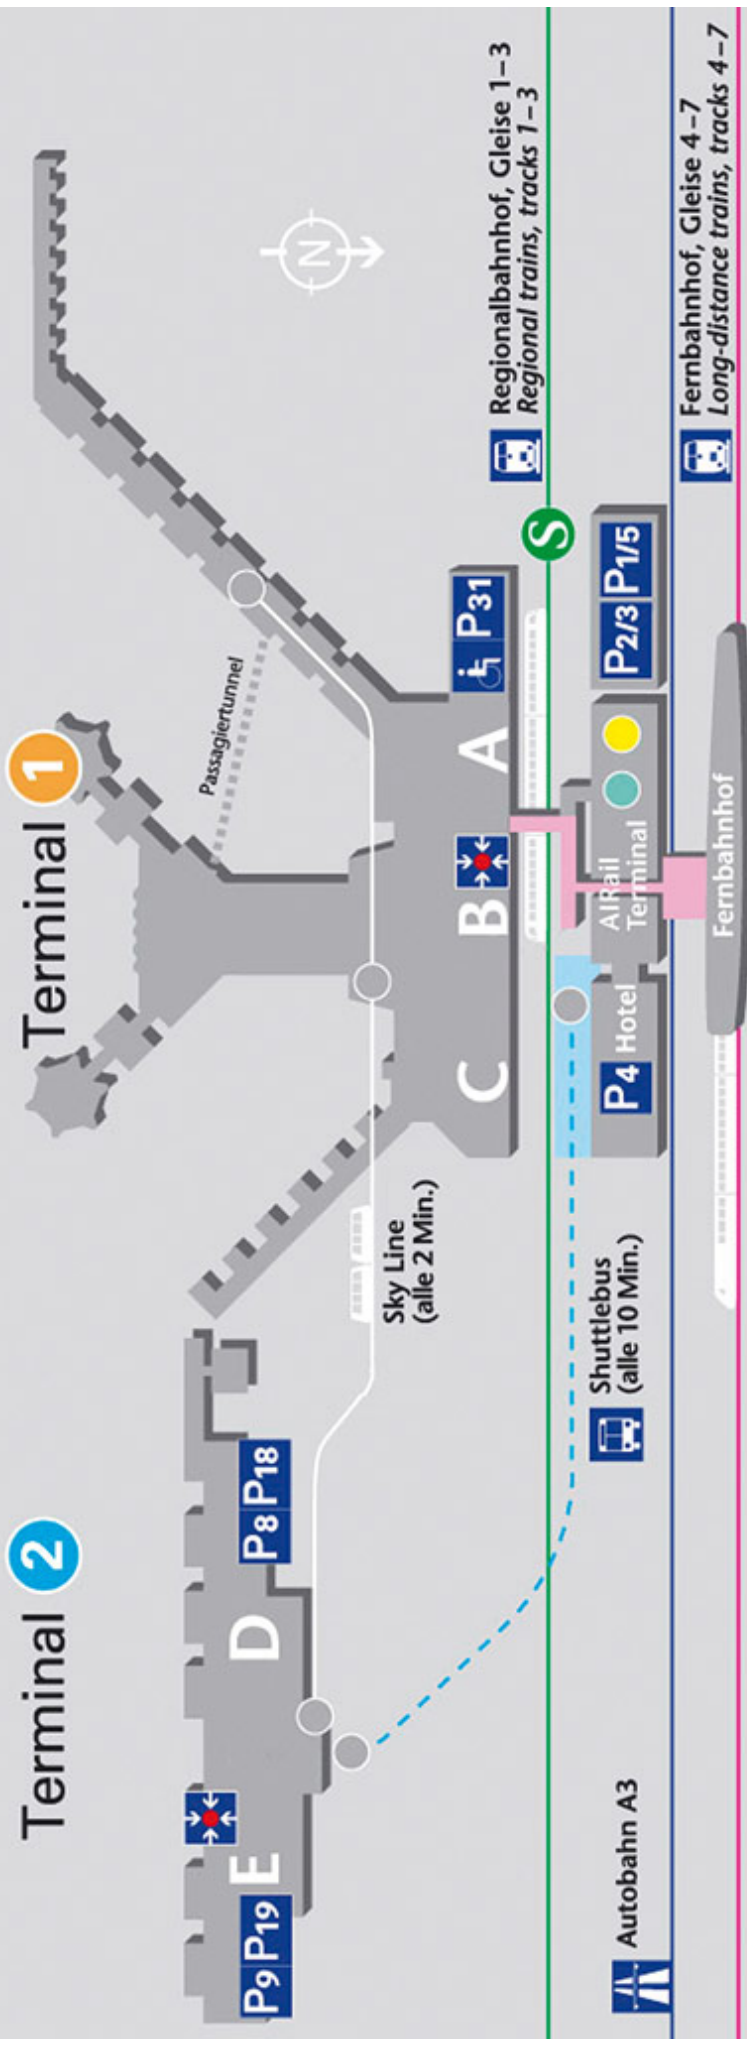 Terminal 2
Terminal 1
N
Passagiertunnel
P9 P19
E
D
P8 P18
Sky Line
(alle 2 Min.)
C
B
A
P31
S
Regionalbahnhof, Gleise 1–3
Regional trains, tracks 1–3
Autobahn A3
Shuttlebus
(alle 10 Min.)
P4 Hotel
AIRail
Terminal
P2/3 P1/5
Fernbahnhof
Fernbahnhof, Gleise 4–7
Long-distance trains, tracks 4–7